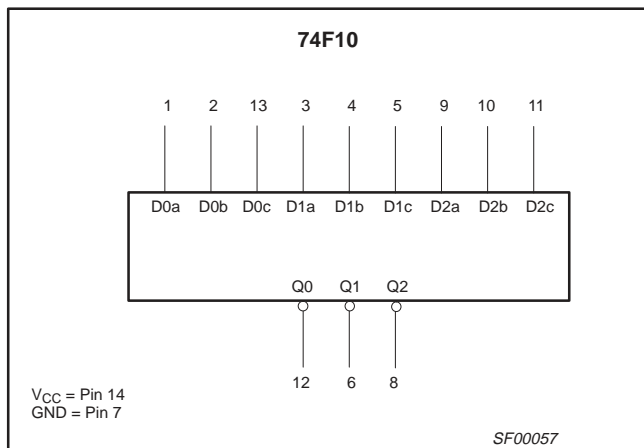 74F10
1 2 13 3 4 5 9 10 11
D0a D0b D0c D1a D1b D1c D2a D2b D2c
Q0 Q1 Q2
12 6 8
VCC = Pin 14
GND = Pin 7
SF00057